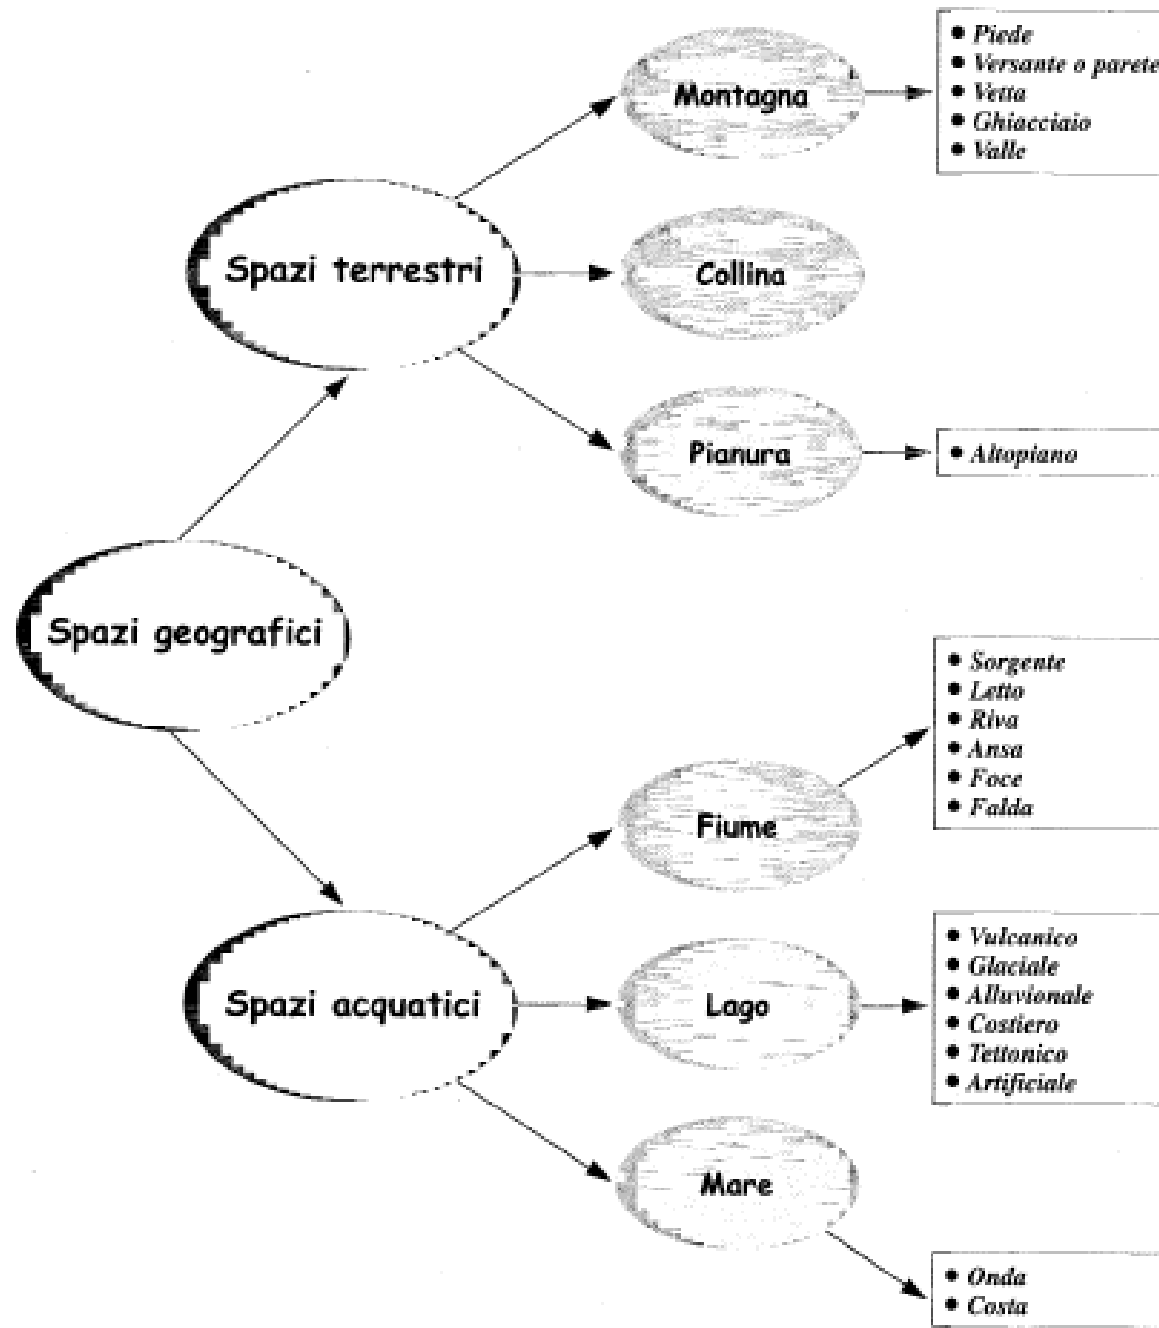 Montagna
● Piede
● Versante o parete
● Vetta
● Ghiacciaio
● Valle
Spazi terrestri
Collina
Pianura
● Altopiano
Spazi geografici
Fiume
● Sorgente
● Letto
● Riva
● Ansa
● Foce
● Falda
Spazi acquatici
Lago
● Vulcanico
● Glaciale
● Alluvionale
● Costiero
● Tettonico
● Artificiale
Mare
● Onda
● Costa